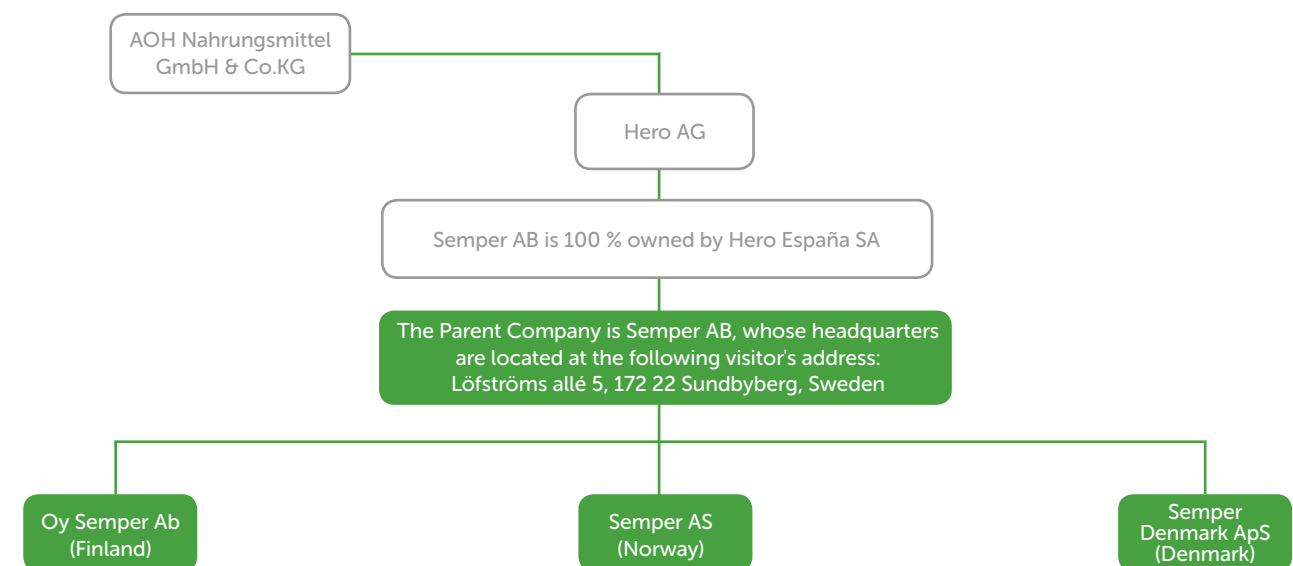 AOH Nahrungsmittel
GmbH & Co.KG
Hero AG
Semper AB is 100 % owned by Hero España SA
The Parent Company is Semper AB, whose headquarters
are located at the following visitor's address:
Löfströms allé 5, 172 22 Sundbyberg, Sweden
Oy Semper Ab
(Finland)
Semper AS
(Norway)
Semper
Denmark ApS
(Denmark)